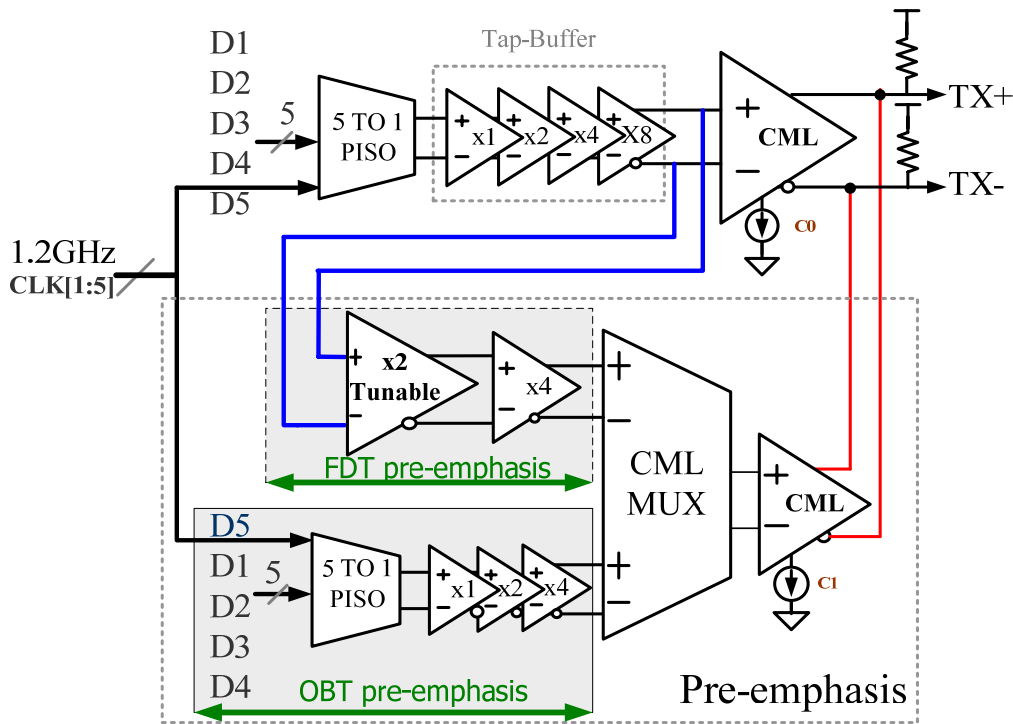 Tap-Buffer
D1
D2
D3
D4
D5
5
5 TO 1
PISO
+
−
x1
+
−
x2
+
−
x4
+
−
X8
+
−
CML
C0
TX+
TX-
1.2GHz
CLK[1:5]
+
-
x2
Tunable
+
−
x4
FDT pre-emphasis
+
−
CML
MUX
+
−
+
−
CML
C1
D5
D1
D2
D3
D4
5
5 TO 1
PISO
+
−
x1
+
−
x2
+
−
x4
OBT pre-emphasis
Pre-emphasis